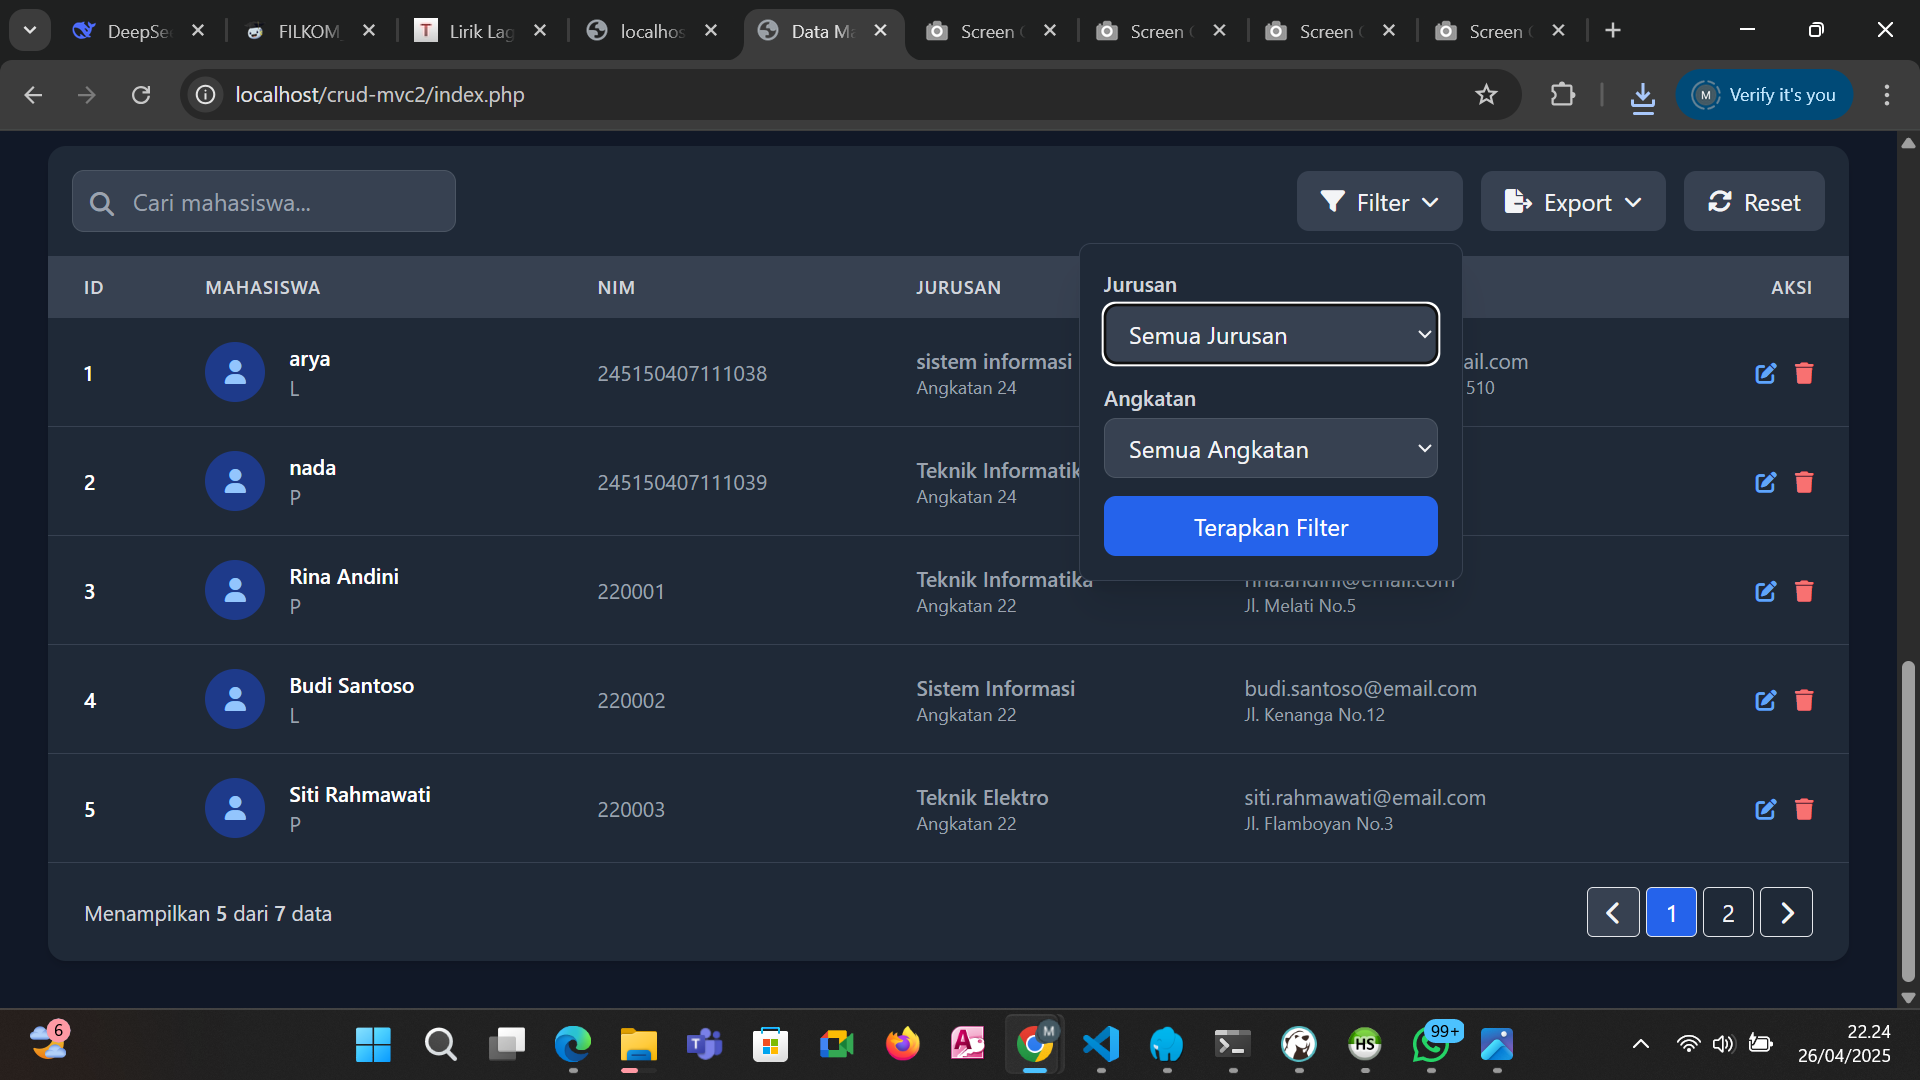 DeepSe
FILKOM
Lirik Lag
localhos
Data Ma
Screen
Screen
Screen
Screen
localhost/crud-mvc2/index.php
M
Verify it's you
Cari mahasiswa...
Filter
Export
Reset
ID
MAHASISWA
NIM
JURUSAN
AKSI
Jurusan
Semua Jurusan
Angkatan
Semua Angkatan
Terapkan Filter
1
arya
L
245150407111038
sistem informasi
Angkatan 24
ail.com
510
2
nada
P
245150407111039
Teknik Informatik
Angkatan 24
3
Rina Andini
P
220001
Teknik Informatika
Angkatan 22
rina.andini@email.com
Jl. Melati No.5
4
Budi Santoso
L
220002
Sistem Informasi
Angkatan 22
budi.santoso@email.com
Jl. Kenanga No.12
5
Siti Rahmawati
P
220003
Teknik Elektro
Angkatan 22
siti.rahmawati@email.com
Jl. Flamboyan No.3
Menampilkan 5 dari 7 data
1
2
6
M
HS
99+
22.24
26/04/2025